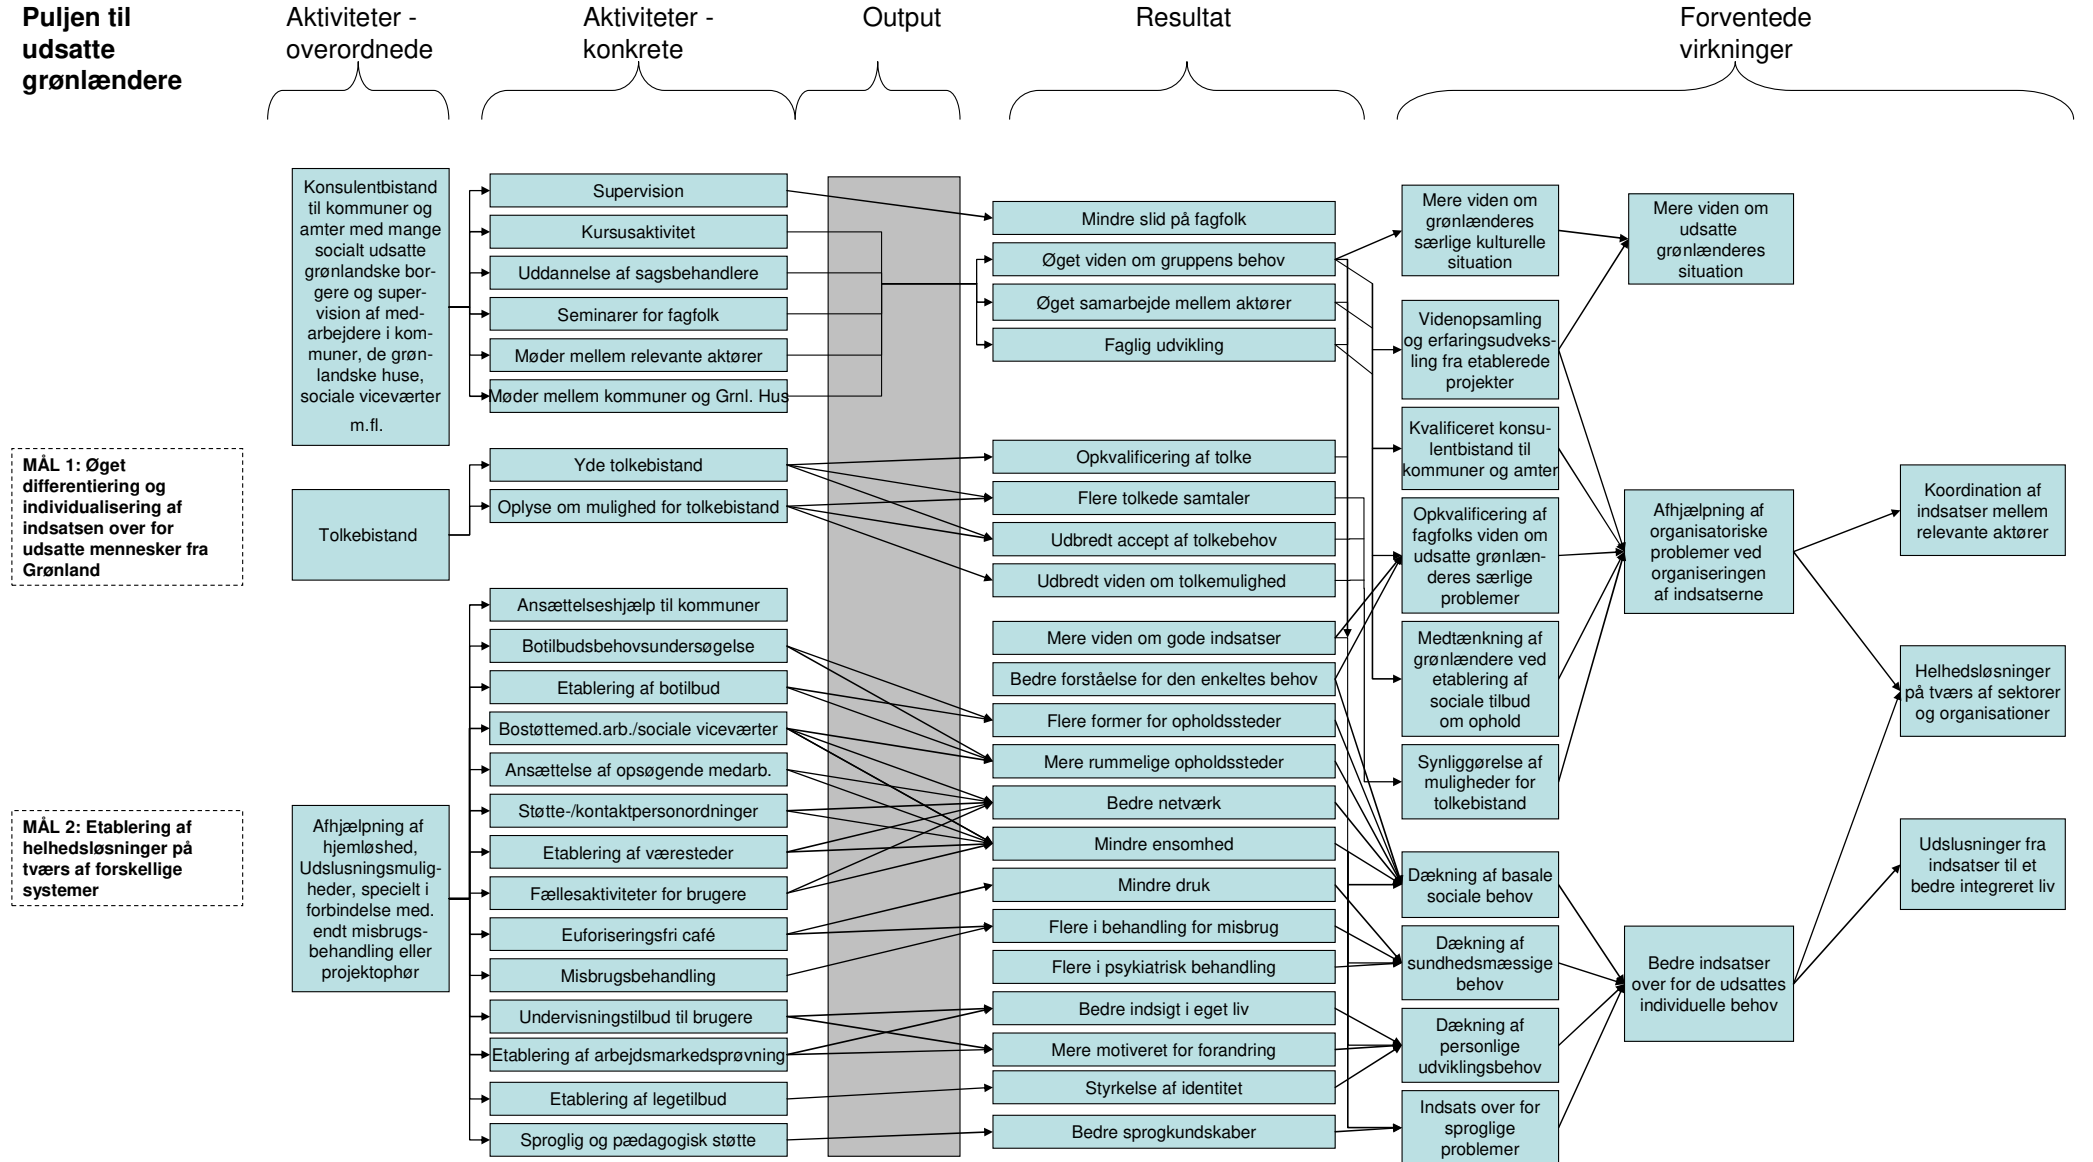 Puljen til
udsatte
grønlændere
Aktiviteter -
overordnede
Aktiviteter -
konkrete
Output
Resultat
Forventede
virkninger
MÅL 1: Øget
differentiering og
individualisering af
indsatsen over for
udsatte mennesker fra
Grønland
MÅL 2: Etablering af
helhedsløsninger på
tværs af forskellige
systemer
Konsulentbistand
til kommuner og
amter med mange
socialt udsatte
grønlandske bor-
gere og super-
vision af med-
arbejdere i kom-
muner, de grøn-
landske huse,
sociale viceværter
m.fl.
Tolkebistand
Afhjælpning af
hjemløshed,
Udslusningsmulig-
heder, specielt i
forbindelse med.
endt misbrugs-
behandling eller
projektophør
Supervision
Kursusaktivitet
Uddannelse af sagsbehandlere
Seminarer for fagfolk
Møder mellem relevante aktører
Møder mellem kommuner og Grnl. Hus
Yde tolkebistand
Oplyse om mulighed for tolkebistand
Ansættelseshjælp til kommuner
Botilbudsbehovsundersøgelse
Etablering af botilbud
Bostøttemed.arb./sociale viceværter
Ansættelse af opsøgende medarb.
Støtte-/kontaktpersonordninger
Etablering af væresteder
Fællesaktiviteter for brugere
Euforiseringsfri café
Misbrugsbehandling
Undervisningstilbud til brugere
Etablering af arbejdsmarkedsprøvning
Etablering af legetilbud
Sproglig og pædagogisk støtte
Mindre slid på fagfolk
Øget viden om gruppens behov
Øget samarbejde mellem aktører
Faglig udvikling
Opkvalificering af tolke
Flere tolkede samtaler
Udbredt accept af tolkebehov
Udbredt viden om tolkemulighed
Mere viden om gode indsatser
Bedre forståelse for den enkeltes behov
Flere former for opholdssteder
Mere rummelige opholdssteder
Bedre netværk
Mindre ensomhed
Mindre druk
Flere i behandling for misbrug
Flere i psykiatrisk behandling
Bedre indsigt i eget liv
Mere motiveret for forandring
Styrkelse af identitet
Bedre sprogkundskaber
Mere viden om
grønlænderes
særlige kulturelle
situation
Videnopsamling
og erfaringsudveks-
ling fra etablerede
projekter
Kvalificeret konsu-
lentbistand til
kommuner og amter
Opkvalificering af
fagfolks viden om
udsatte grønlæn-
deres særlige
problemer
Medtænkning af
grønlændere ved
etablering af
sociale tilbud
om ophold
Synliggørelse af
muligheder for
tolkebistand
Dækning af basale
sociale behov
Dækning af
sundhedsmæssige
behov
Dækning af
personlige
udviklingsbehov
Indsats over for
sproglige
problemer
Mere viden om
udsatte
grønlænderes
situation
Afhjælpning af
organisatoriske
problemer ved
organiseringen
af indsatserne
Bedre indsatser
over for de udsattes
individuelle behov
Koordination af
indsatser mellem
relevante aktører
Helhedsløsninger
på tværs af sektorer
og organisationer
Udslusninger fra
indsatser til et
bedre integreret liv